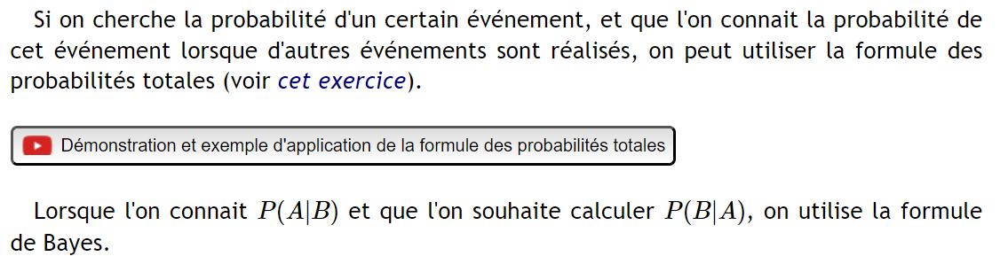 Si on cherche la probabilité d'un certain événement, et que l'on connait la probabilité de
cet événement lorsque d'autres événements sont réalisés, on peut utiliser la formule des
probabilités totales (voir cet exercice).
Démonstration et exemple d'application de la formule des probabilités totales
Lorsque l'on connait P(A|B) et que l'on souhaite calculer P(B|A), on utilise la formule
de Bayes.